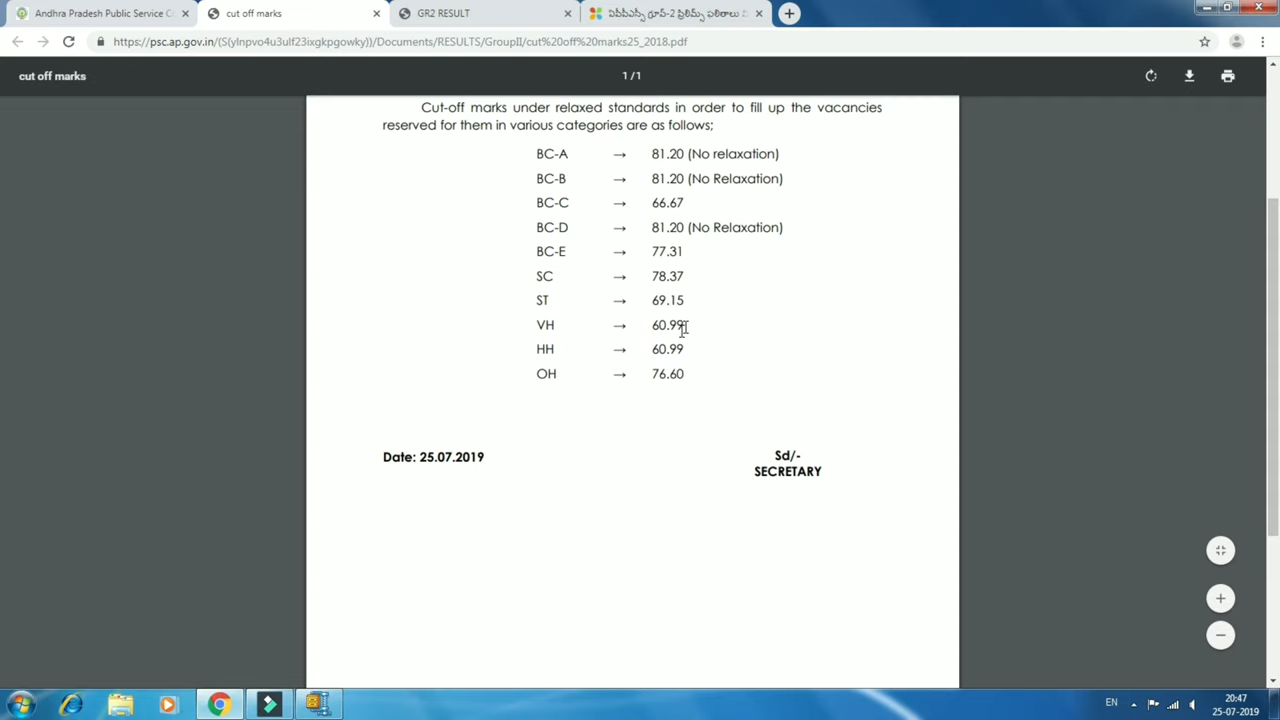 Andhra Pradesh Public Service C
cut off marks
GR2 RESULT
ఏపీపీఎస్సీ గ్రూప్-2 ప్రిలిమ్స్ ఫలితాలు
https://psc.ap.gov.in/(S(ylnpvo4u3ulf23ixgkpgowky))/Documents/RESULTS/GroupII/cut%20off%20marks25_2018.pdf
cut off marks
1 / 1
Cut-off marks under relaxed standards in order to fill up the vacancies
reserved for them in various categories are as follows;
BC-A → 81.20 (No relaxation)
BC-B → 81.20 (No Relaxation)
BC-C → 66.67
BC-D → 81.20 (No Relaxation)
BC-E → 77.31
SC → 78.37
ST → 69.15
VH → 60.99
HH → 60.99
OH → 76.60
Date: 25.07.2019
Sd/-
SECRETARY
EN
20:47
25-07-2019